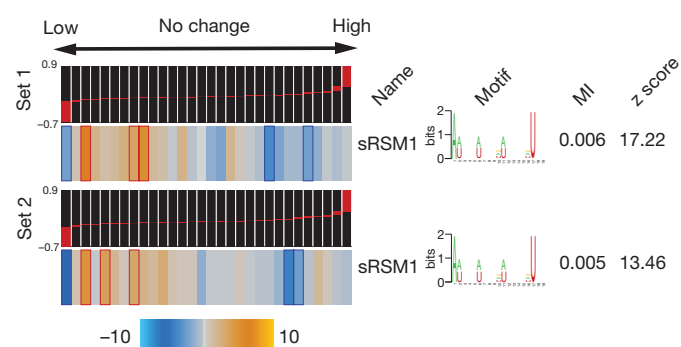 Low No change High
Name Motif MI z score
Set 1
0.9
−0.7
sRSM1
bits
2
1
0
0.006 17.22
Set 2
0.9
−0.7
sRSM1
bits
2
1
0
0.005 13.46
−10 10